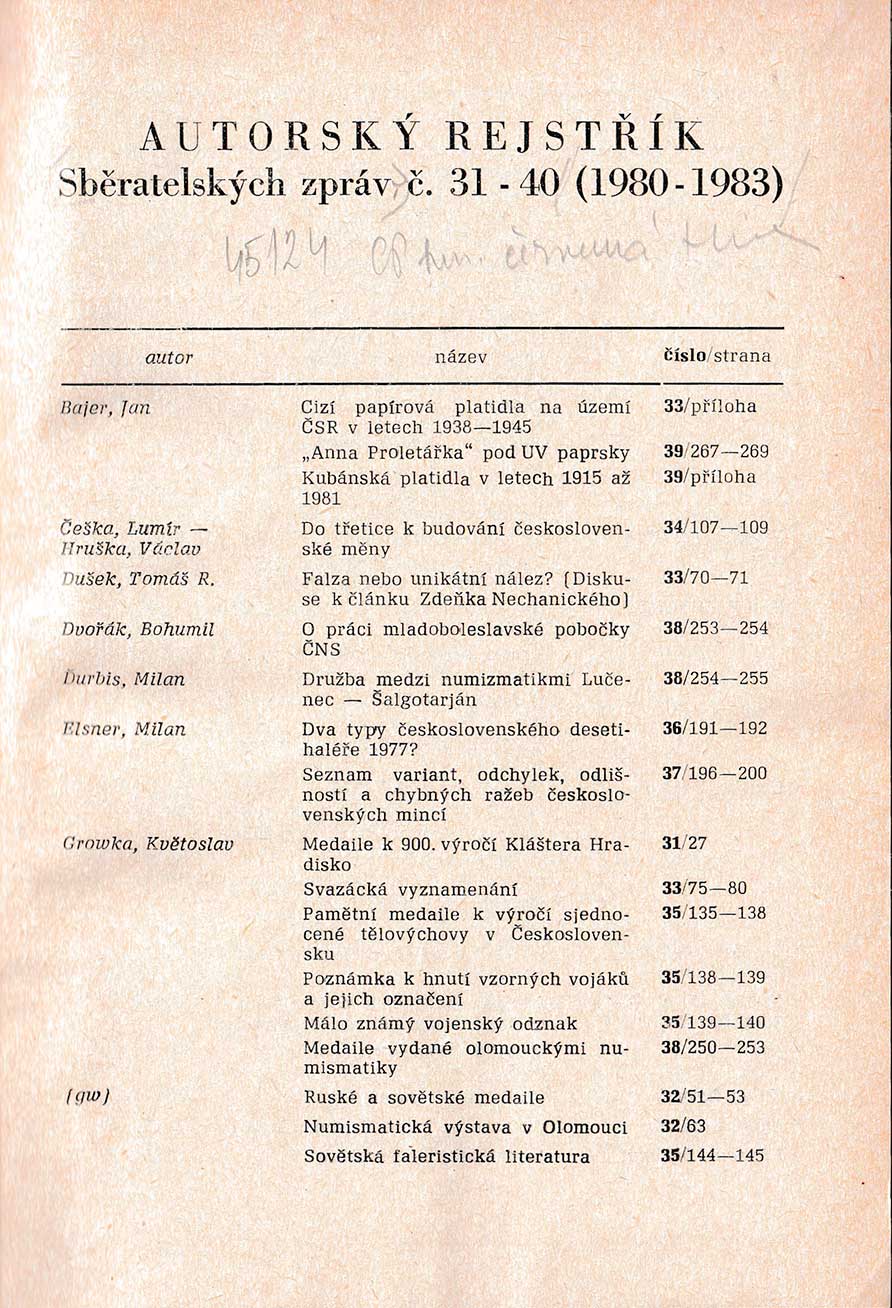 AUTORSKÝ REJSTŘÍK
Sběratelských zpráv č. 31 - 40 (1980-1983)
45124
autor název číslo/strana
Bajer, Jan Cizí papírová platidla na území 33/příloha
ČSR v letech 1938—1945
„Anna Proletářka“ pod UV paprsky 39/267—269
Kubánská platidla v letech 1915 až 39/příloha
1981
Češka, Lumír — Do třetice k budování českosloven- 34/107—109
Hruška, Václav ské měny
Dušek, Tomáš R. Falza nebo unikátní nález? (Disku- 33/70—71
se k článku Zdeňka Nechanického)
Dvořák, Bohumil O práci mladoboleslavské pobočky 38/253—254
ČNS
Ďurbis, Milan Družba medzi numizmatikmi Luče- 38/254—255
nec — Šalgotarján
Elsner, Milan Dva typy československého deseti- 36/191—192
haléře 1977?
Seznam variant, odchylek, odliš- 37/196—200
ností a chybných ražeb českoslo-
venských mincí
Growka, Květoslav Medaile k 900. výročí Kláštera Hra- 31/27
disko
Svazácká vyznamenání 33/75—80
Pamětní medaile k výročí sjedno- 35/135—138
cené tělovýchovy v Českosloven-
sku
Poznámka k hnutí vzorných vojáků 35/138—139
a jejich označení
Málo známý vojenský odznak 35/139—140
Medaile vydané olomouckými nu- 38/250—253
mismatiky
(gw) Ruské a sovětské medaile 32/51—53
Numismatická výstava v Olomouci 32/63
Sovětská faleristická literatura 35/144—145